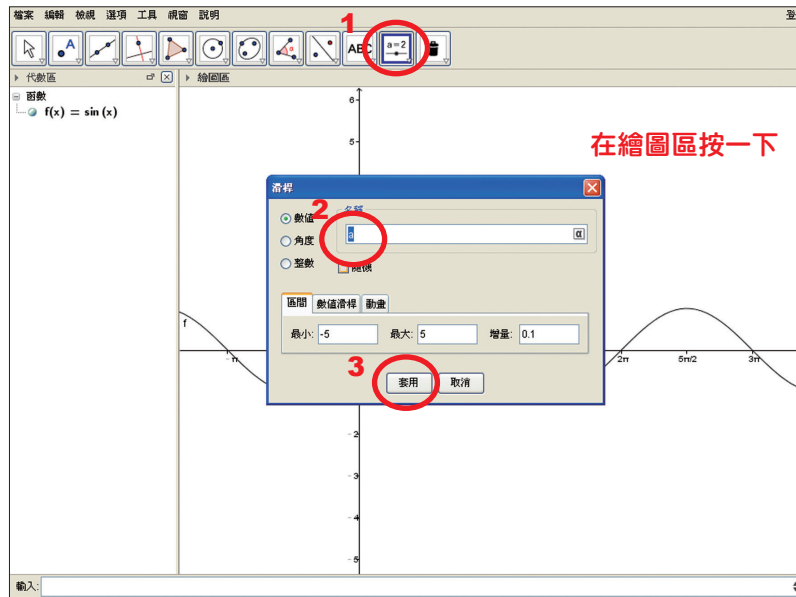 檔案 編輯 檢視 選項 工具 視窗 說明 登
1
A ABC a=2
代數區 繪圖區
函數
f(x) = sin (x)
6
5
在繪圖區按一下
滑桿
2
數值 名稱
a α
角度
整數 隨機
區間 數值滑桿 動畫
最小: -5 最大: 5 增量: 0.1
3
套用 取消
f
-π 2π 5π/2 3π
-2
-3
-4
-5
輸入: